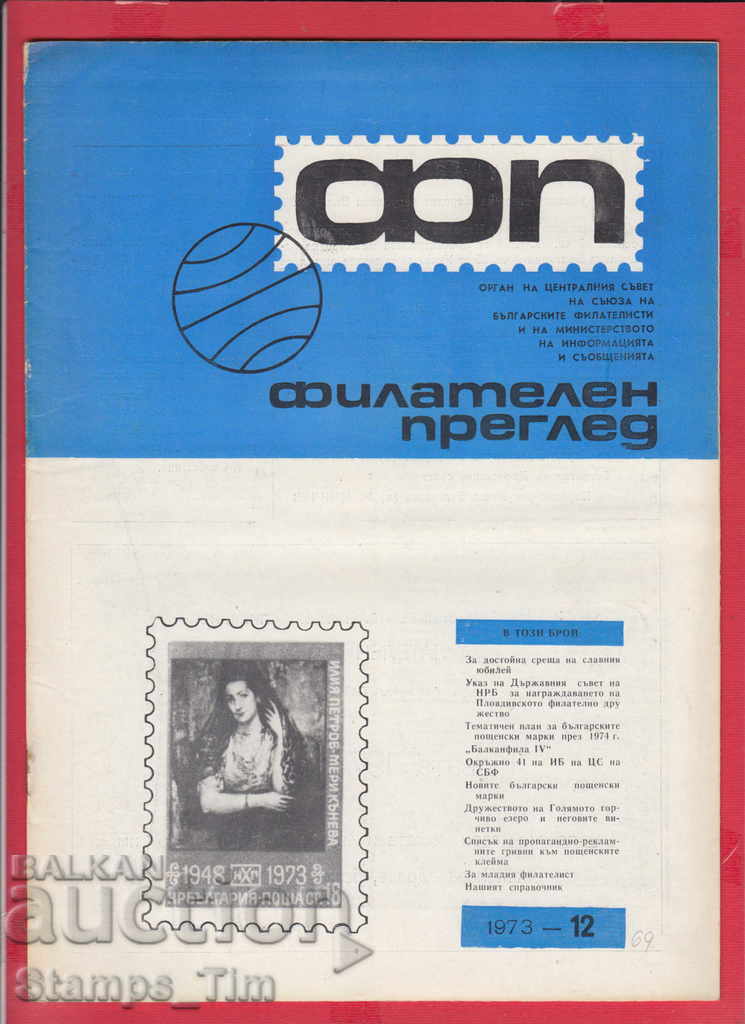 ФП
ОРГАН НА ЦЕНТРАЛНИЯ СЪВЕТ
НА СЪЮЗА НА
БЪЛГАРСКИТЕ ФИЛАТЕЛИСТИ
И НА МИНИСТЕРСТВОТО
НА ИНФОРМАЦИЯТА
И СЪОБЩЕНИЯТА
филателен
преглед
В ТОЗИ БРОЙ
За достойна среща на славния
юбилей
Указ на Държавния съвет на
НРБ за награждаването на
Пловдивското филателно дру
жество
Тематичен план за българските
пощенски марки през 1974 г.
„Балканфила IV“
Окръжно 41 на ИБ на ЦС на
СБФ
Новите български пощенски
марки
Дружеството на Голямото гор-
чиво езеро и неговите ви-
нетки
Списък на пропагандно-реклам-
ните гривни към пощенските
клейма
За младия филателист
Нашият справочник
1973 — 12
69
ИЛИЯ ПЕТРОВ·МЕРИ КЪНЕВА
1948 НХГ 1973
НРБЪЛГАРИЯ·ПОЩА СТ.18
BALKAN
auction
Stamps_Tim